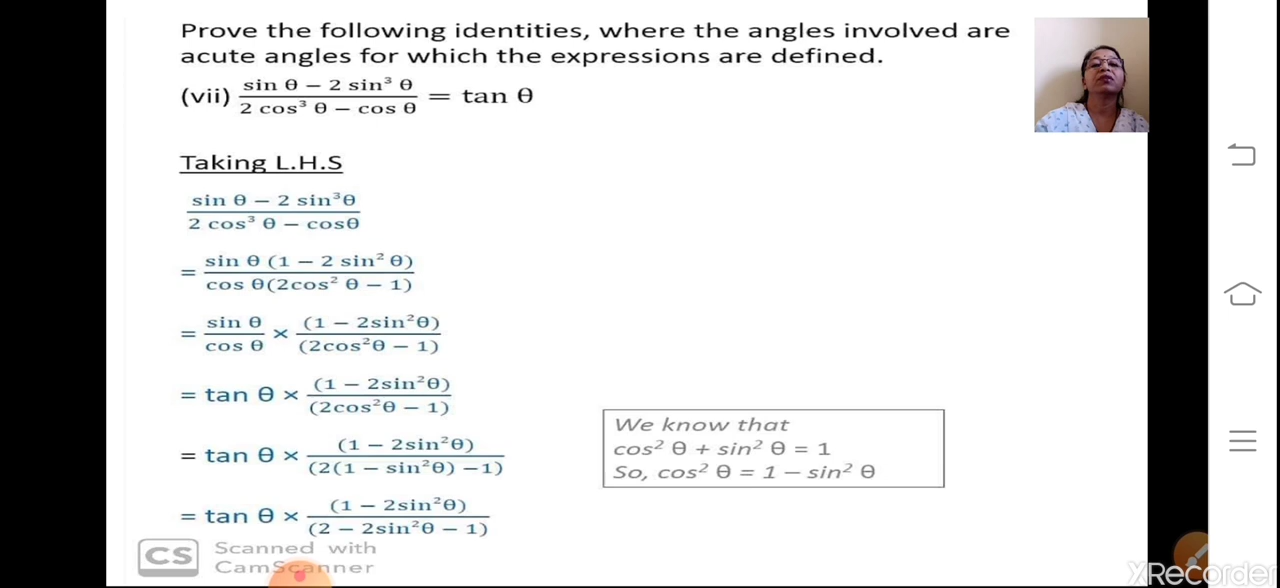 Prove the following identities, where the angles involved are
acute angles for which the expressions are defined.
(vii) (sin θ − 2 sin³ θ)/(2 cos³ θ − cos θ) = tan θ
Taking L.H.S
(sin θ − 2 sin³θ)/(2 cos³ θ − cosθ)
= (sin θ (1 − 2 sin² θ))/(cos θ(2cos² θ − 1))
= (sin θ)/(cos θ) × (1 − 2sin²θ)/(2cos²θ − 1)
= tan θ × (1 − 2sin²θ)/(2cos²θ − 1)
= tan θ × (1 − 2sin²θ)/(2(1 − sin²θ) −1)
= tan θ × (1 − 2sin²θ)/(2 − 2sin²θ − 1)
We know that
cos² θ + sin² θ = 1
So, cos² θ = 1 − sin² θ
CS Scanned with
CamScanner
XRecorder